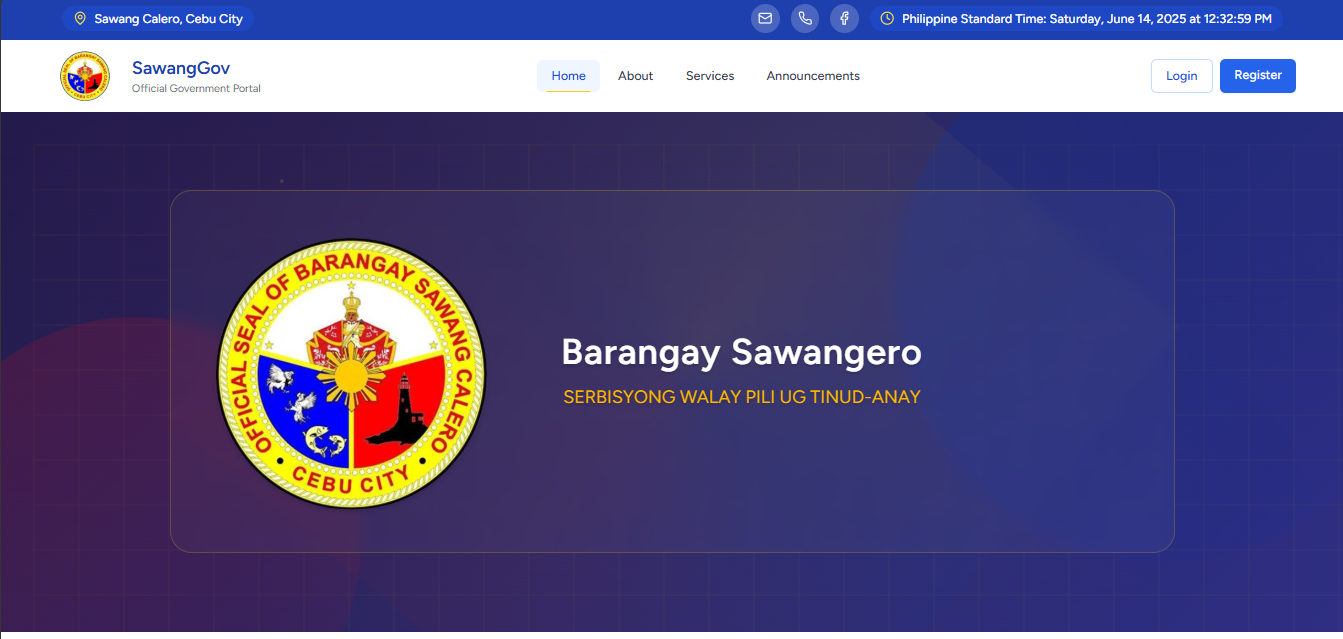 Sawang Calero, Cebu City
Philippine Standard Time: Saturday, June 14, 2025 at 12:32:59 PM
SawangGov
Official Government Portal
Home
About
Services
Announcements
Login
Register
OFFICIAL SEAL OF BARANGAY SAWANG CALERO
CEBU CITY
Barangay Sawangero
SERBISYONG WALAY PILI UG TINUD-ANAY